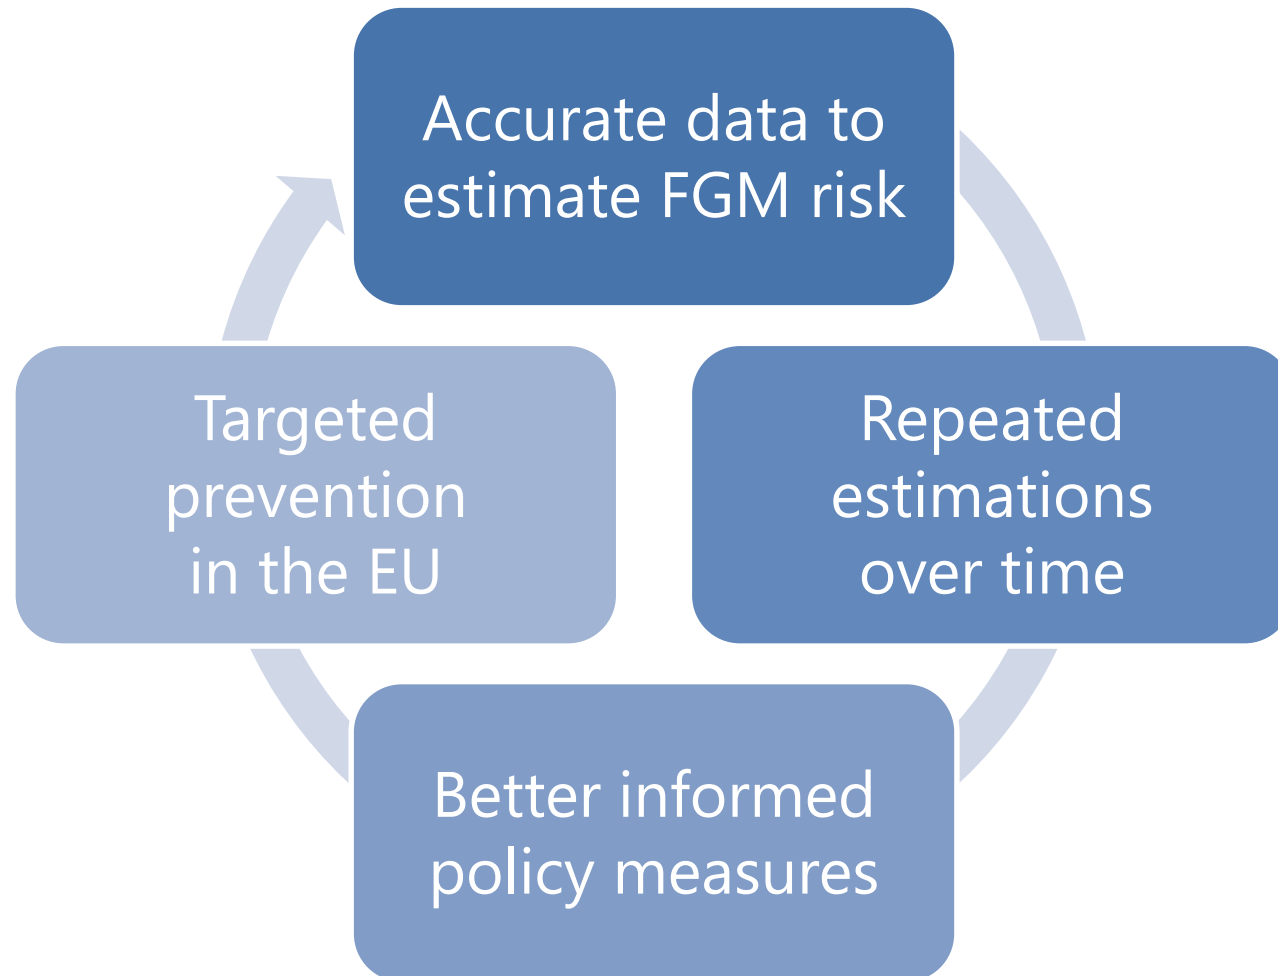 Accurate data to
estimate FGM risk
Repeated
estimations
over time
Better informed
policy measures
Targeted
prevention
in the EU